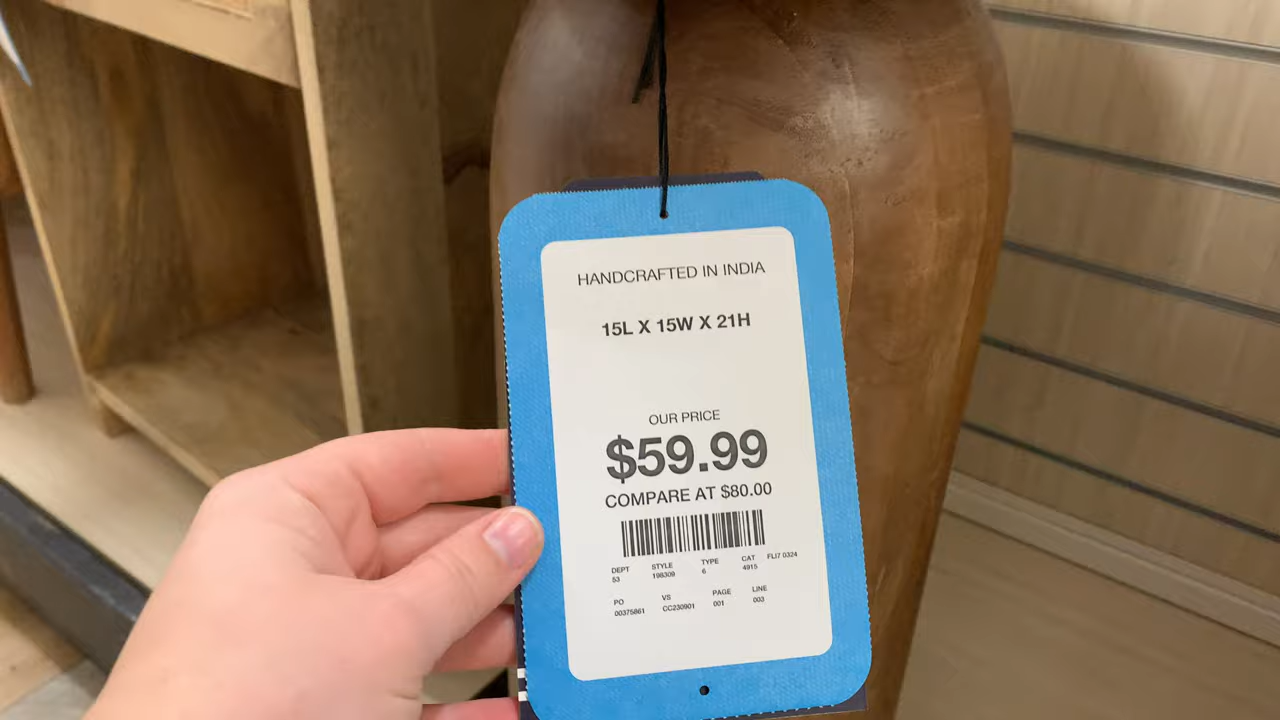 HANDCRAFTED IN INDIA
15L X 15W X 21H
OUR PRICE
$59.99
COMPARE AT $80.00
DEPT STYLE TYPE CAT FLI7 0324
53 198309 6 4915
PO VS PAGE LINE
00375861 CC230901 001 003